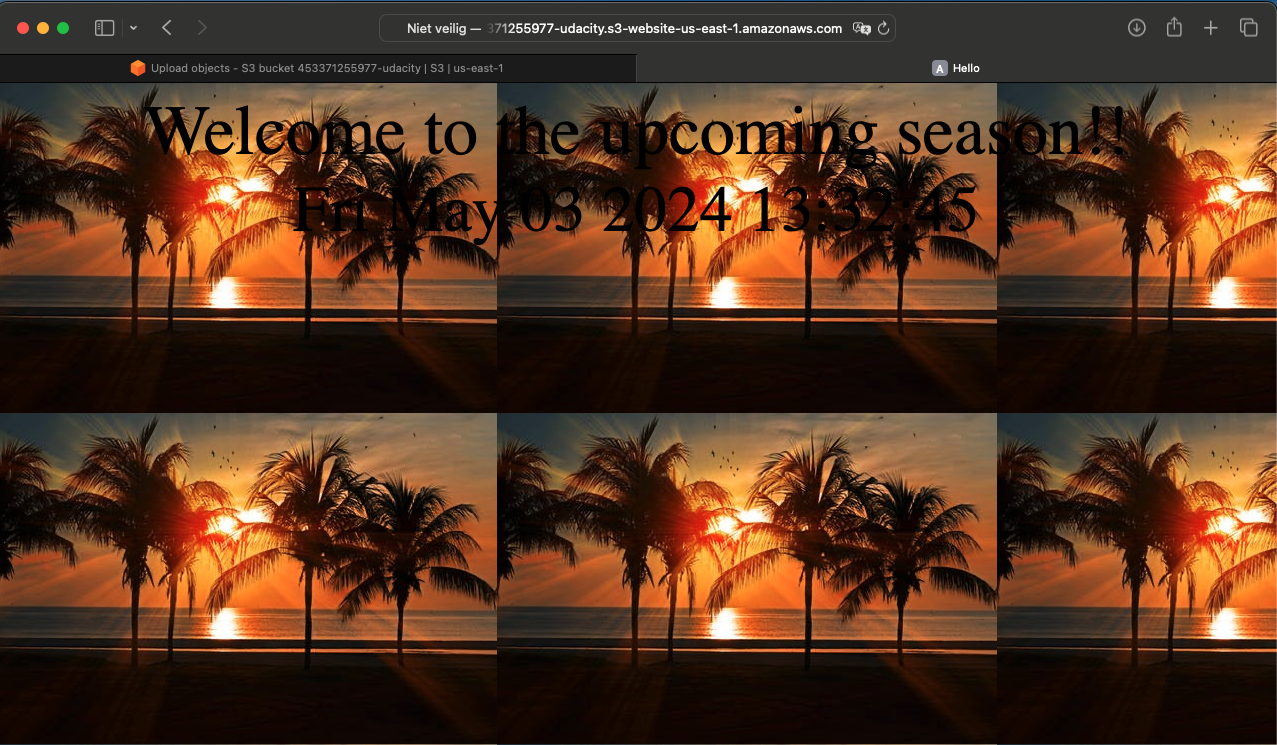 Niet veilig — 371255977-udacity.s3-website-us-east-1.amazonaws.com
Upload objects - S3 bucket 453371255977-udacity | S3 | us-east-1
A Hello
Welcome to the upcoming season!!
Fri May 03 2024 13:32:45